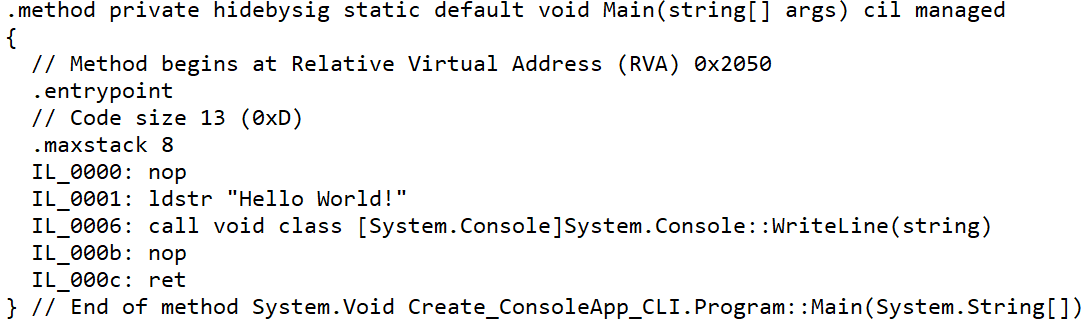 .method private hidebysig static default void Main(string[] args) cil managed
{
  // Method begins at Relative Virtual Address (RVA) 0x2050
  .entrypoint
  // Code size 13 (0xD)
  .maxstack 8
  IL_0000: nop
  IL_0001: ldstr "Hello World!"
  IL_0006: call void class [System.Console]System.Console::WriteLine(string)
  IL_000b: nop
  IL_000c: ret
} // End of method System.Void Create_ConsoleApp_CLI.Program::Main(System.String[])